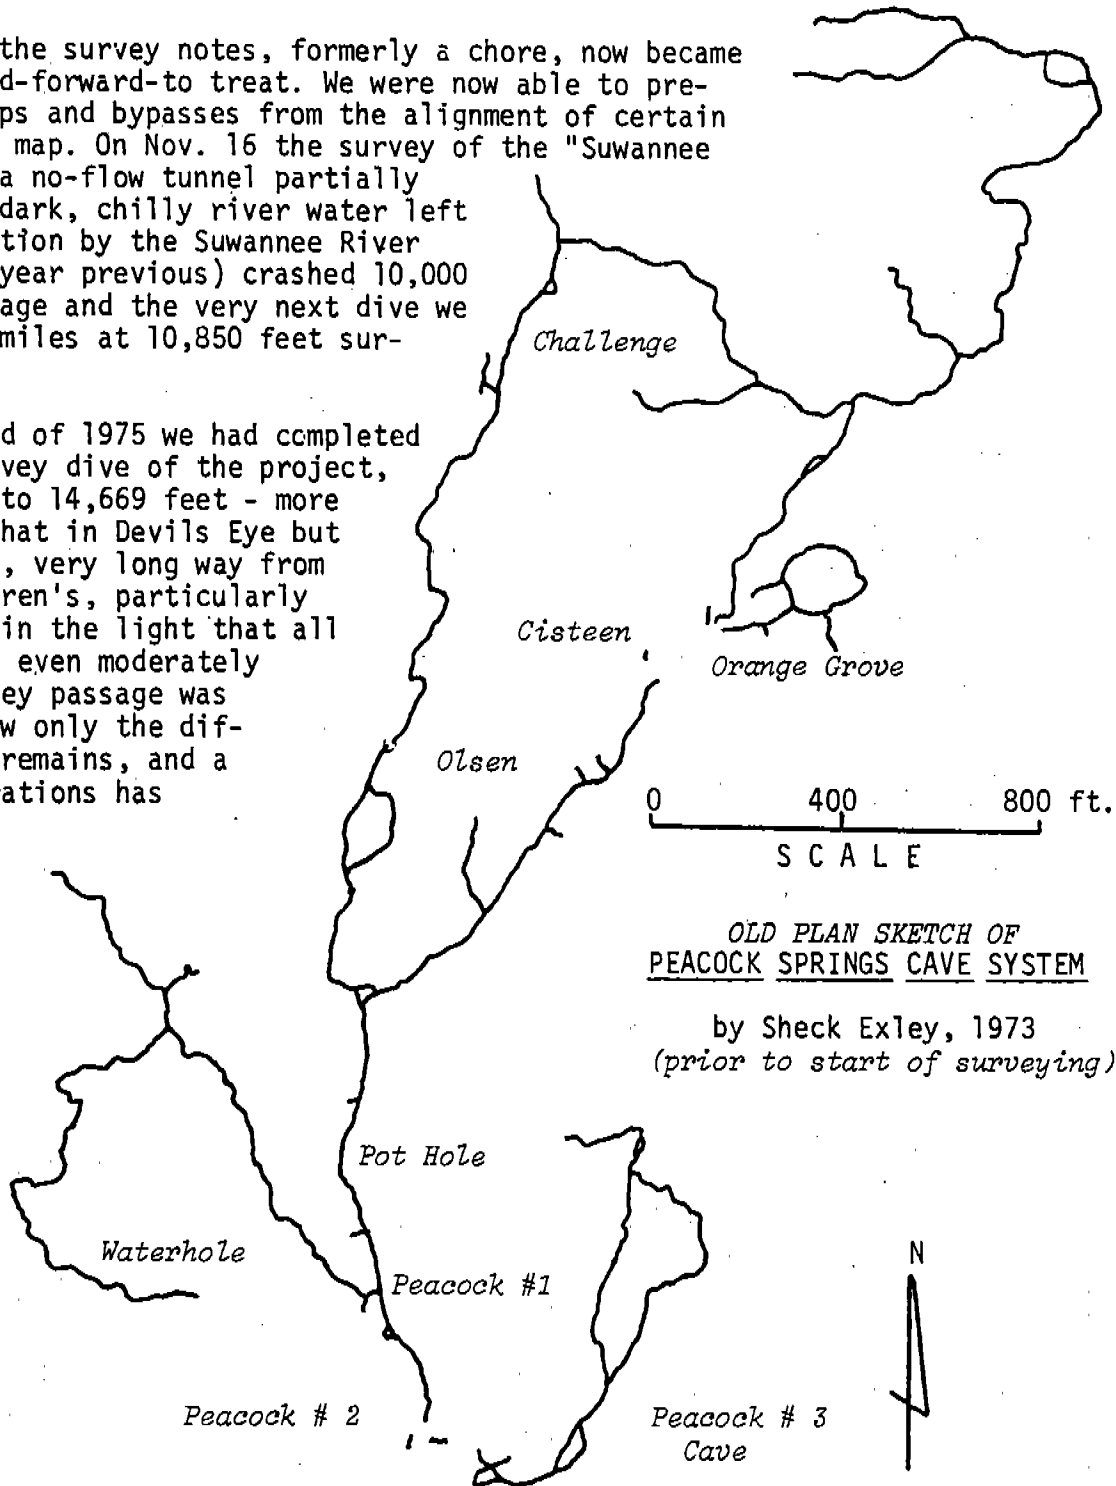 the survey notes, formerly a chore, now became
d-forward-to treat. We were now able to pre-
ps and bypasses from the alignment of certain
map. On Nov. 16 the survey of the "Suwannee
a no-flow tunnel partially
dark, chilly river water left
tion by the Suwannee River
year previous) crashed 10,000
age and the very next dive we
miles at 10,850 feet sur-
d of 1975 we had completed
vey dive of the project,
to 14,669 feet - more
hat in Devils Eye but
, very long way from
ren's, particularly
in the light that all
even moderately
ey passage was
w only the dif-
remains, and a
ations has
Challenge
Cisteen
Orange Grove
Olsen
0 400 800 ft.
SCALE
OLD PLAN SKETCH OF
PEACOCK SPRINGS CAVE SYSTEM
by Sheck Exley, 1973
(prior to start of surveying)
Pot Hole
Waterhole
Peacock #1
N
Peacock # 2
Peacock # 3
Cave